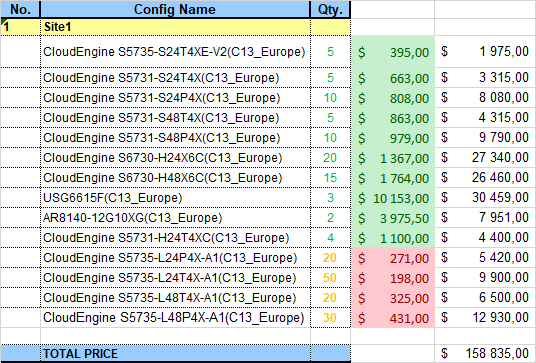 No. Config Name Qty.
1 Site1
CloudEngine S5735-S24T4XE-V2(C13_Europe) 5 $ 395,00 $ 1 975,00
CloudEngine S5731-S24T4X(C13_Europe) 5 $ 663,00 $ 3 315,00
CloudEngine S5731-S24P4X(C13_Europe) 10 $ 808,00 $ 8 080,00
CloudEngine S5731-S48T4X(C13_Europe) 5 $ 863,00 $ 4 315,00
CloudEngine S5731-S48P4X(C13_Europe) 10 $ 979,00 $ 9 790,00
CloudEngine S6730-H24X6C(C13_Europe) 20 $ 1 367,00 $ 27 340,00
CloudEngine S6730-H48X6C(C13_Europe) 15 $ 1 764,00 $ 26 460,00
USG6615F(C13_Europe) 3 $ 10 153,00 $ 30 459,00
AR8140-12G10XG(C13_Europe) 2 $ 3 975,50 $ 7 951,00
CloudEngine S5731-H24T4XC(C13_Europe) 4 $ 1 100,00 $ 4 400,00
CloudEngine S5735-L24P4X-A1(C13_Europe) 20 $ 271,00 $ 5 420,00
CloudEngine S5735-L24T4X-A1(C13_Europe) 50 $ 198,00 $ 9 900,00
CloudEngine S5735-L48T4X-A1(C13_Europe) 20 $ 325,00 $ 6 500,00
CloudEngine S5735-L48P4X-A1(C13_Europe) 30 $ 431,00 $ 12 930,00
TOTAL PRICE $ 158 835,00